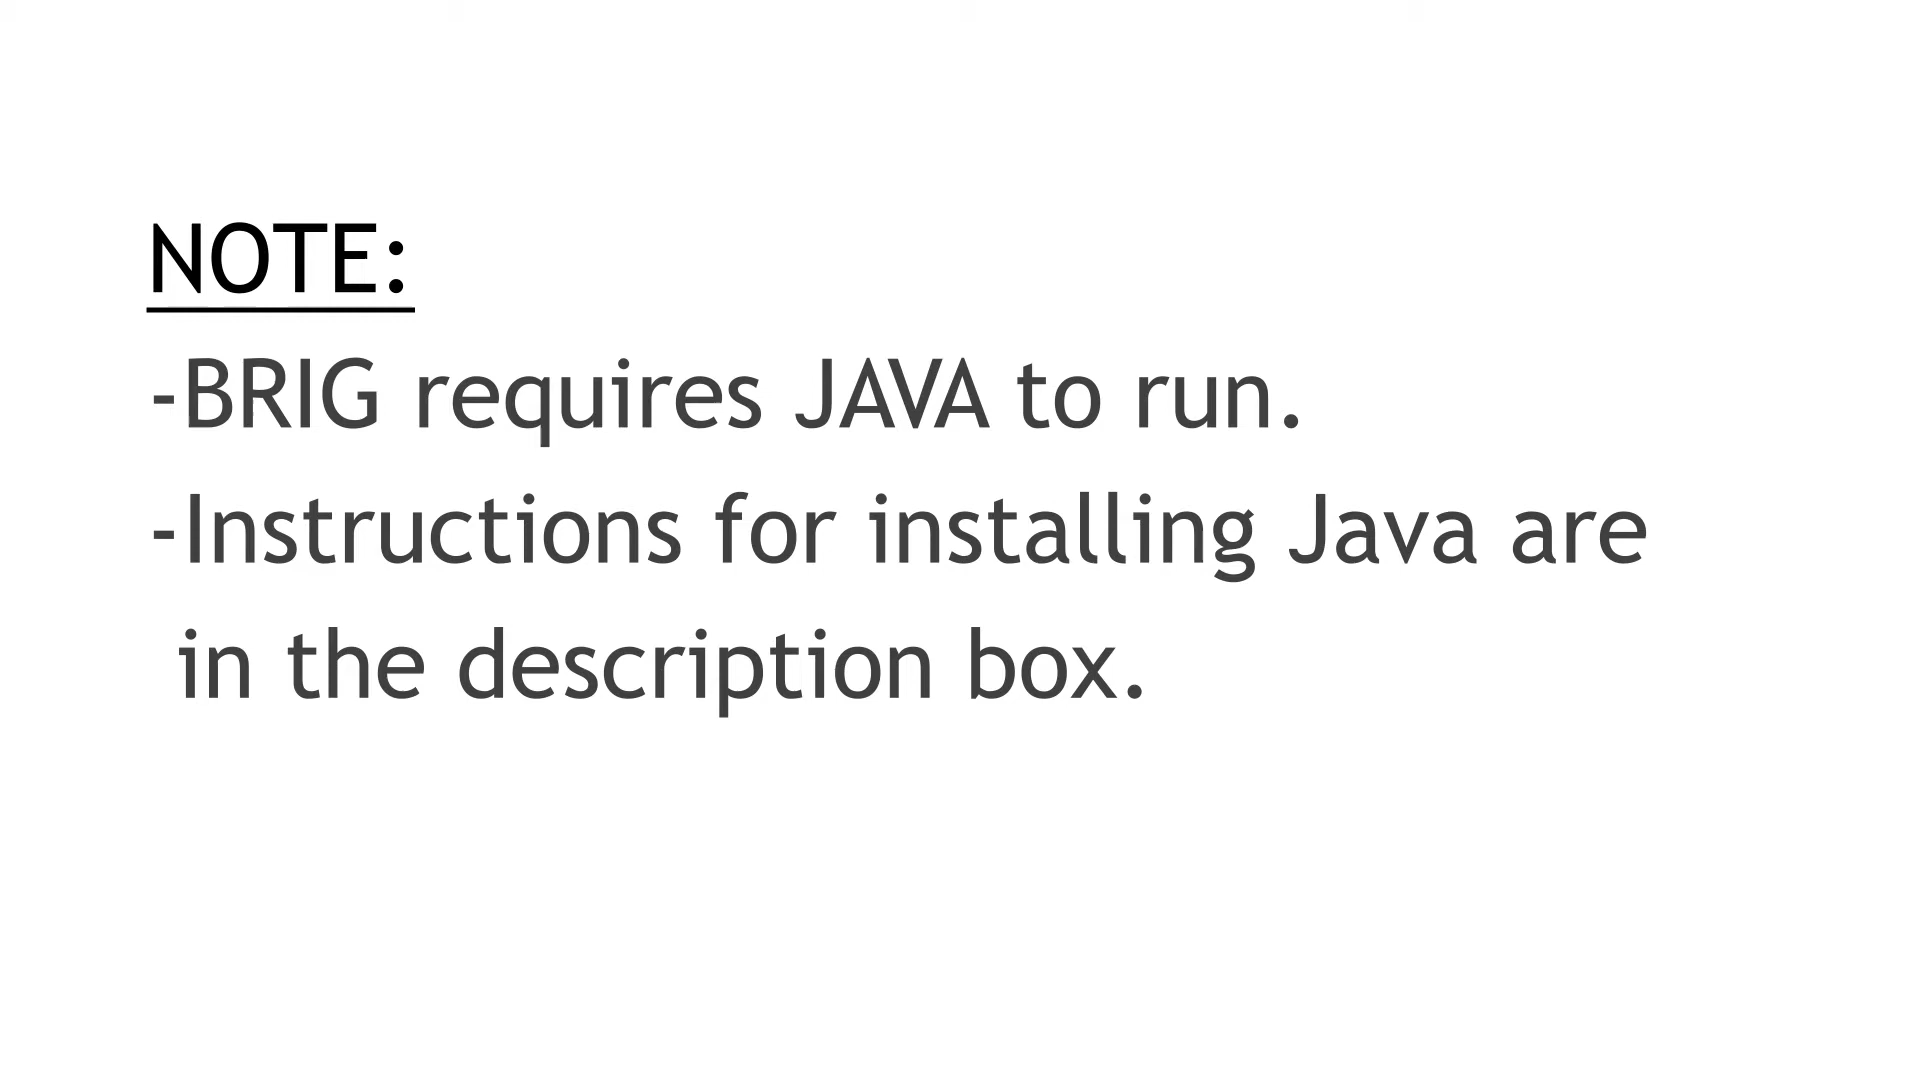 NOTE:
-BRIG requires JAVA to run.
-Instructions for installing Java are
in the description box.